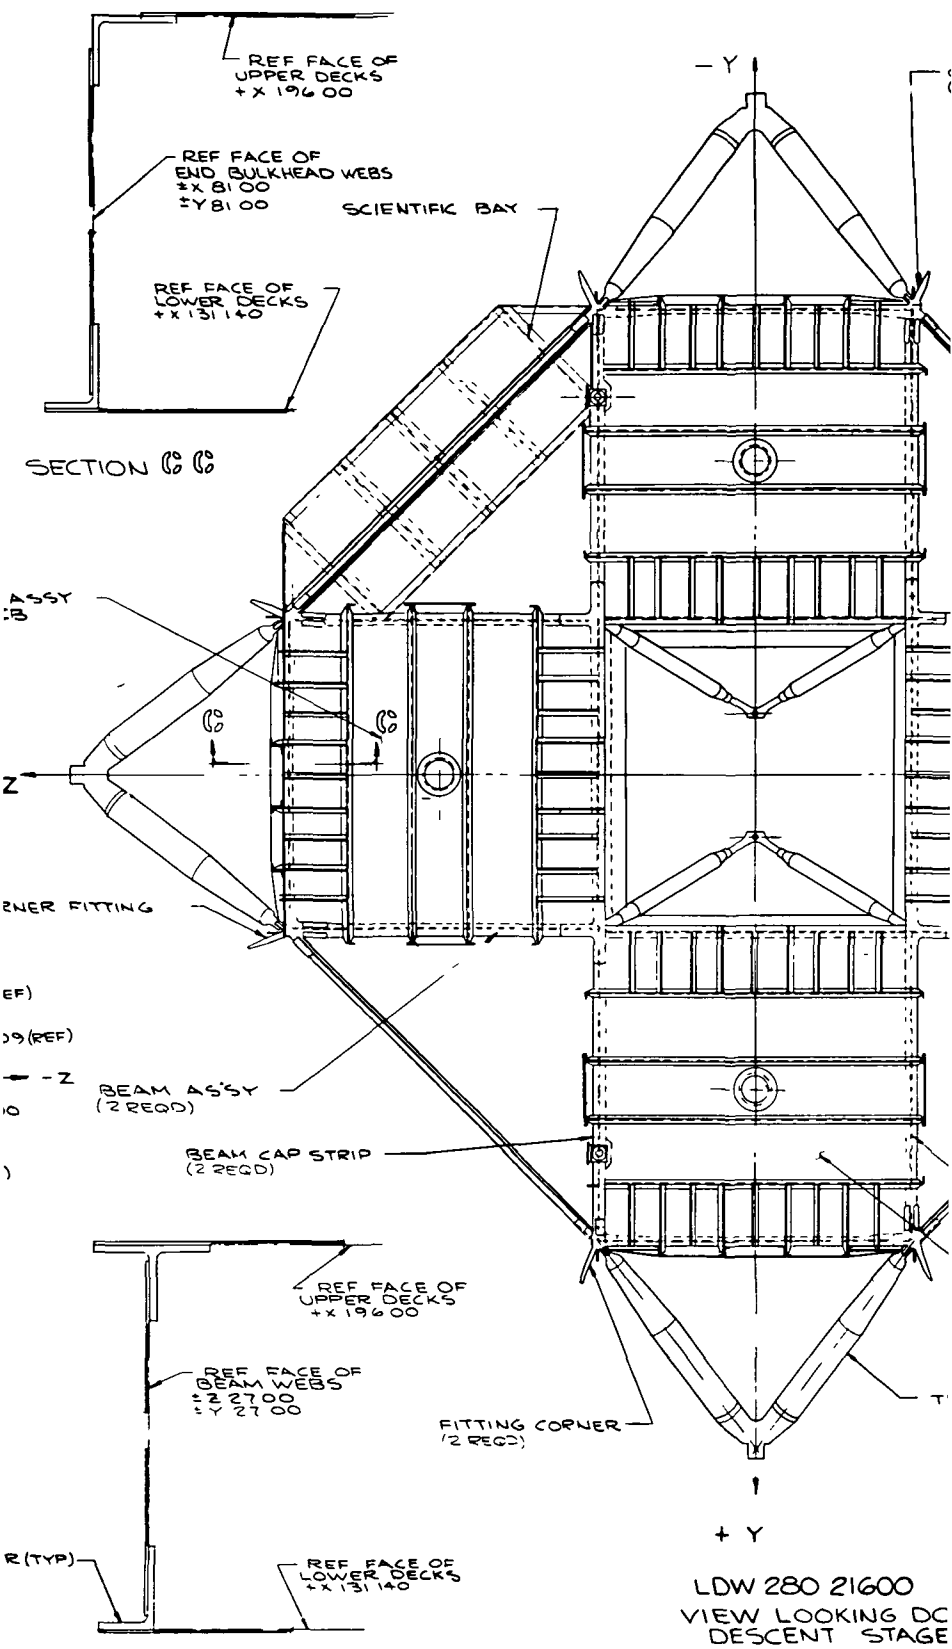 REF FACE OF
UPPER DECKS
+X 196 00
- Y
REF FACE OF
END BULKHEAD WEBS
±X 81 00
±Y 81 00
SCIENTIFIC BAY
REF FACE OF
LOWER DECKS
+X 131 140
SECTION C C
ASSY
C
C
Z
RNER FITTING
EF)
09 (REF)
- Z
BEAM ASSY
(2 REQD)
BEAM CAP STRIP
(2 REQD)
REF FACE OF
UPPER DECKS
+X 196 00
REF FACE OF
BEAM WEBS
±Z 27 00
±Y 27 00
FITTING CORNER
(2 REQD)
T
+ Y
R (TYP)
REF FACE OF
LOWER DECKS
+X 131 140
LDW 280 21600
VIEW LOOKING DO
DESCENT STAGE